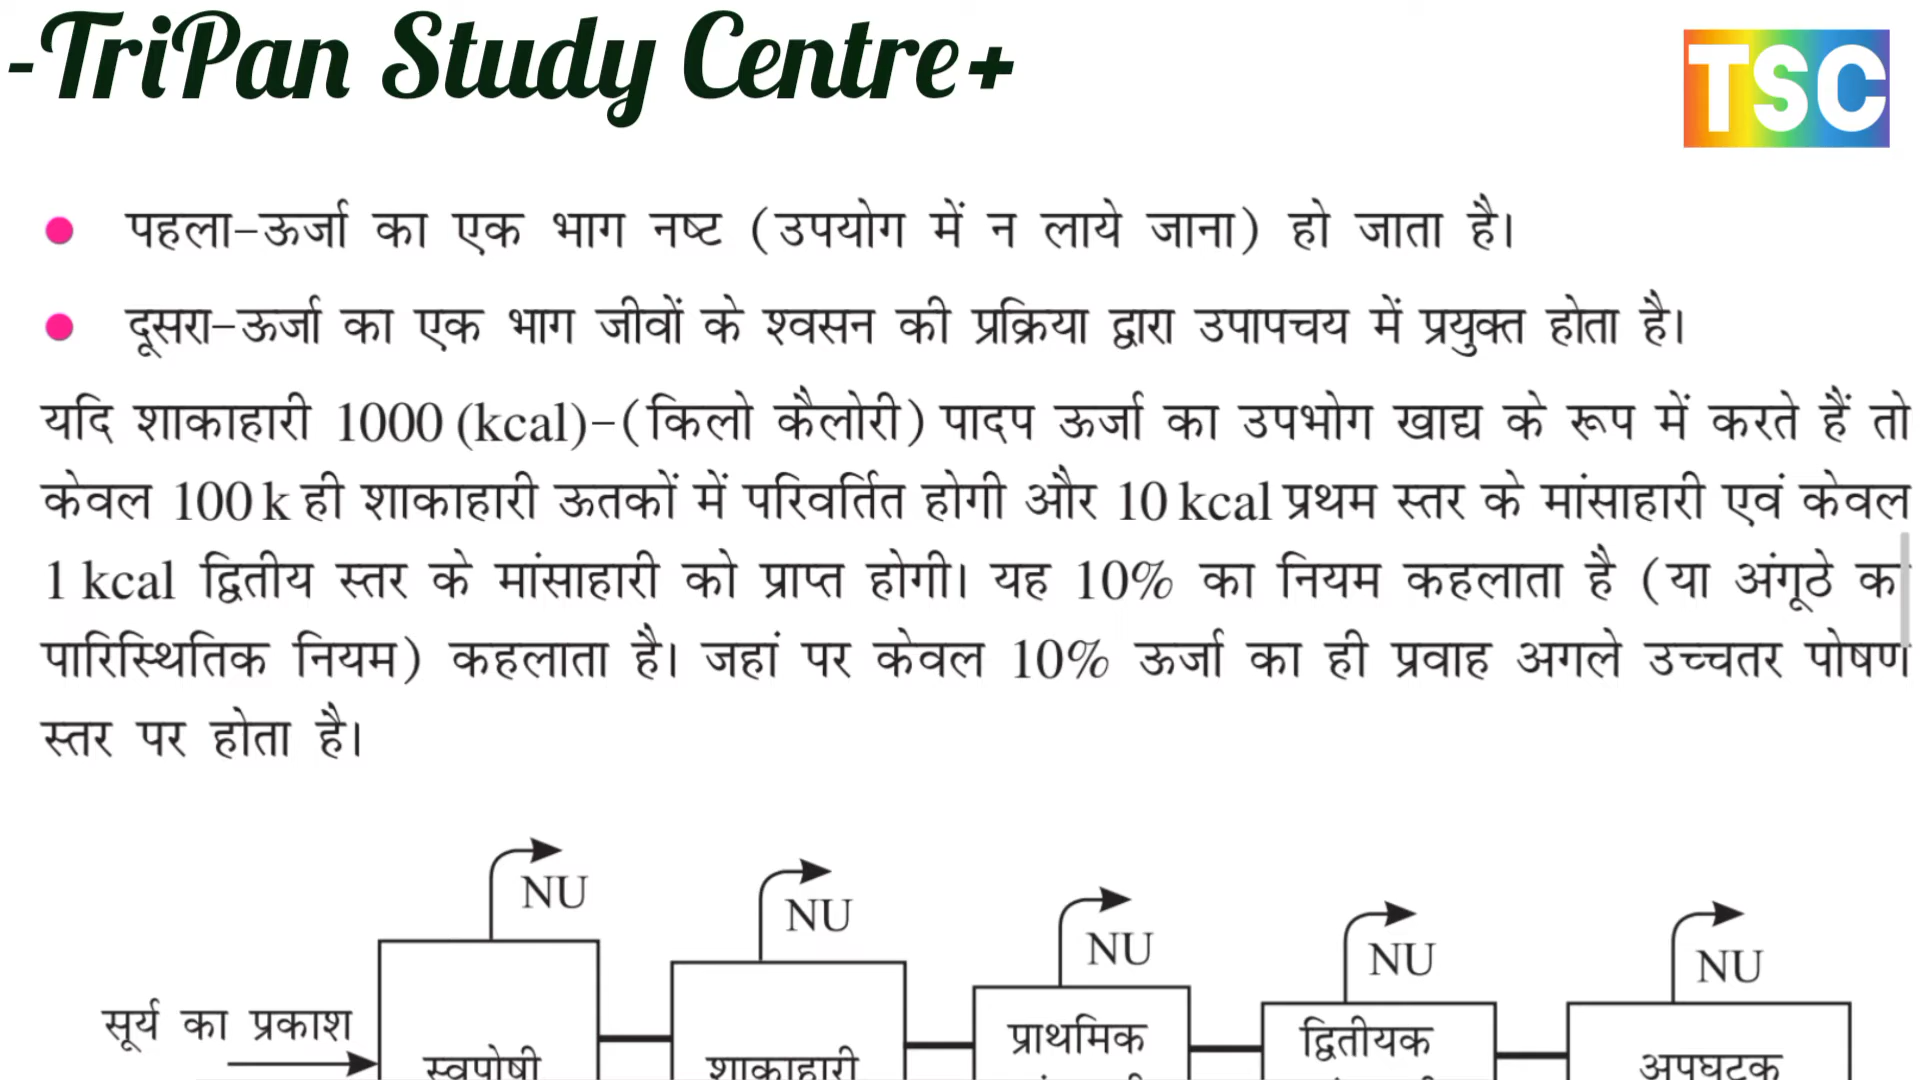 -TriPan Study Centre+
TSC
पहला-ऊर्जा का एक भाग नष्ट (उपयोग में न लाये जाना) हो जाता है।
दूसरा-ऊर्जा का एक भाग जीवों के श्वसन की प्रक्रिया द्वारा उपापचय में प्रयुक्त होता है।
यदि शाकाहारी 1000 (kcal)-(किलो कैलोरी) पादप ऊर्जा का उपभोग खाद्य के रूप में करते हैं तो
केवल 100 k ही शाकाहारी ऊतकों में परिवर्तित होगी और 10 kcal प्रथम स्तर के मांसाहारी एवं केवल
1 kcal द्वितीय स्तर के मांसाहारी को प्राप्त होगी। यह 10% का नियम कहलाता है (या अंगूठे का
पारिस्थितिक नियम) कहलाता है। जहां पर केवल 10% ऊर्जा का ही प्रवाह अगले उच्चतर पोषण
स्तर पर होता है।
NU NU NU NU NU
सूर्य का प्रकाश
स्वपोषी शाकाहारी प्राथमिक द्वितीयक अपघटक